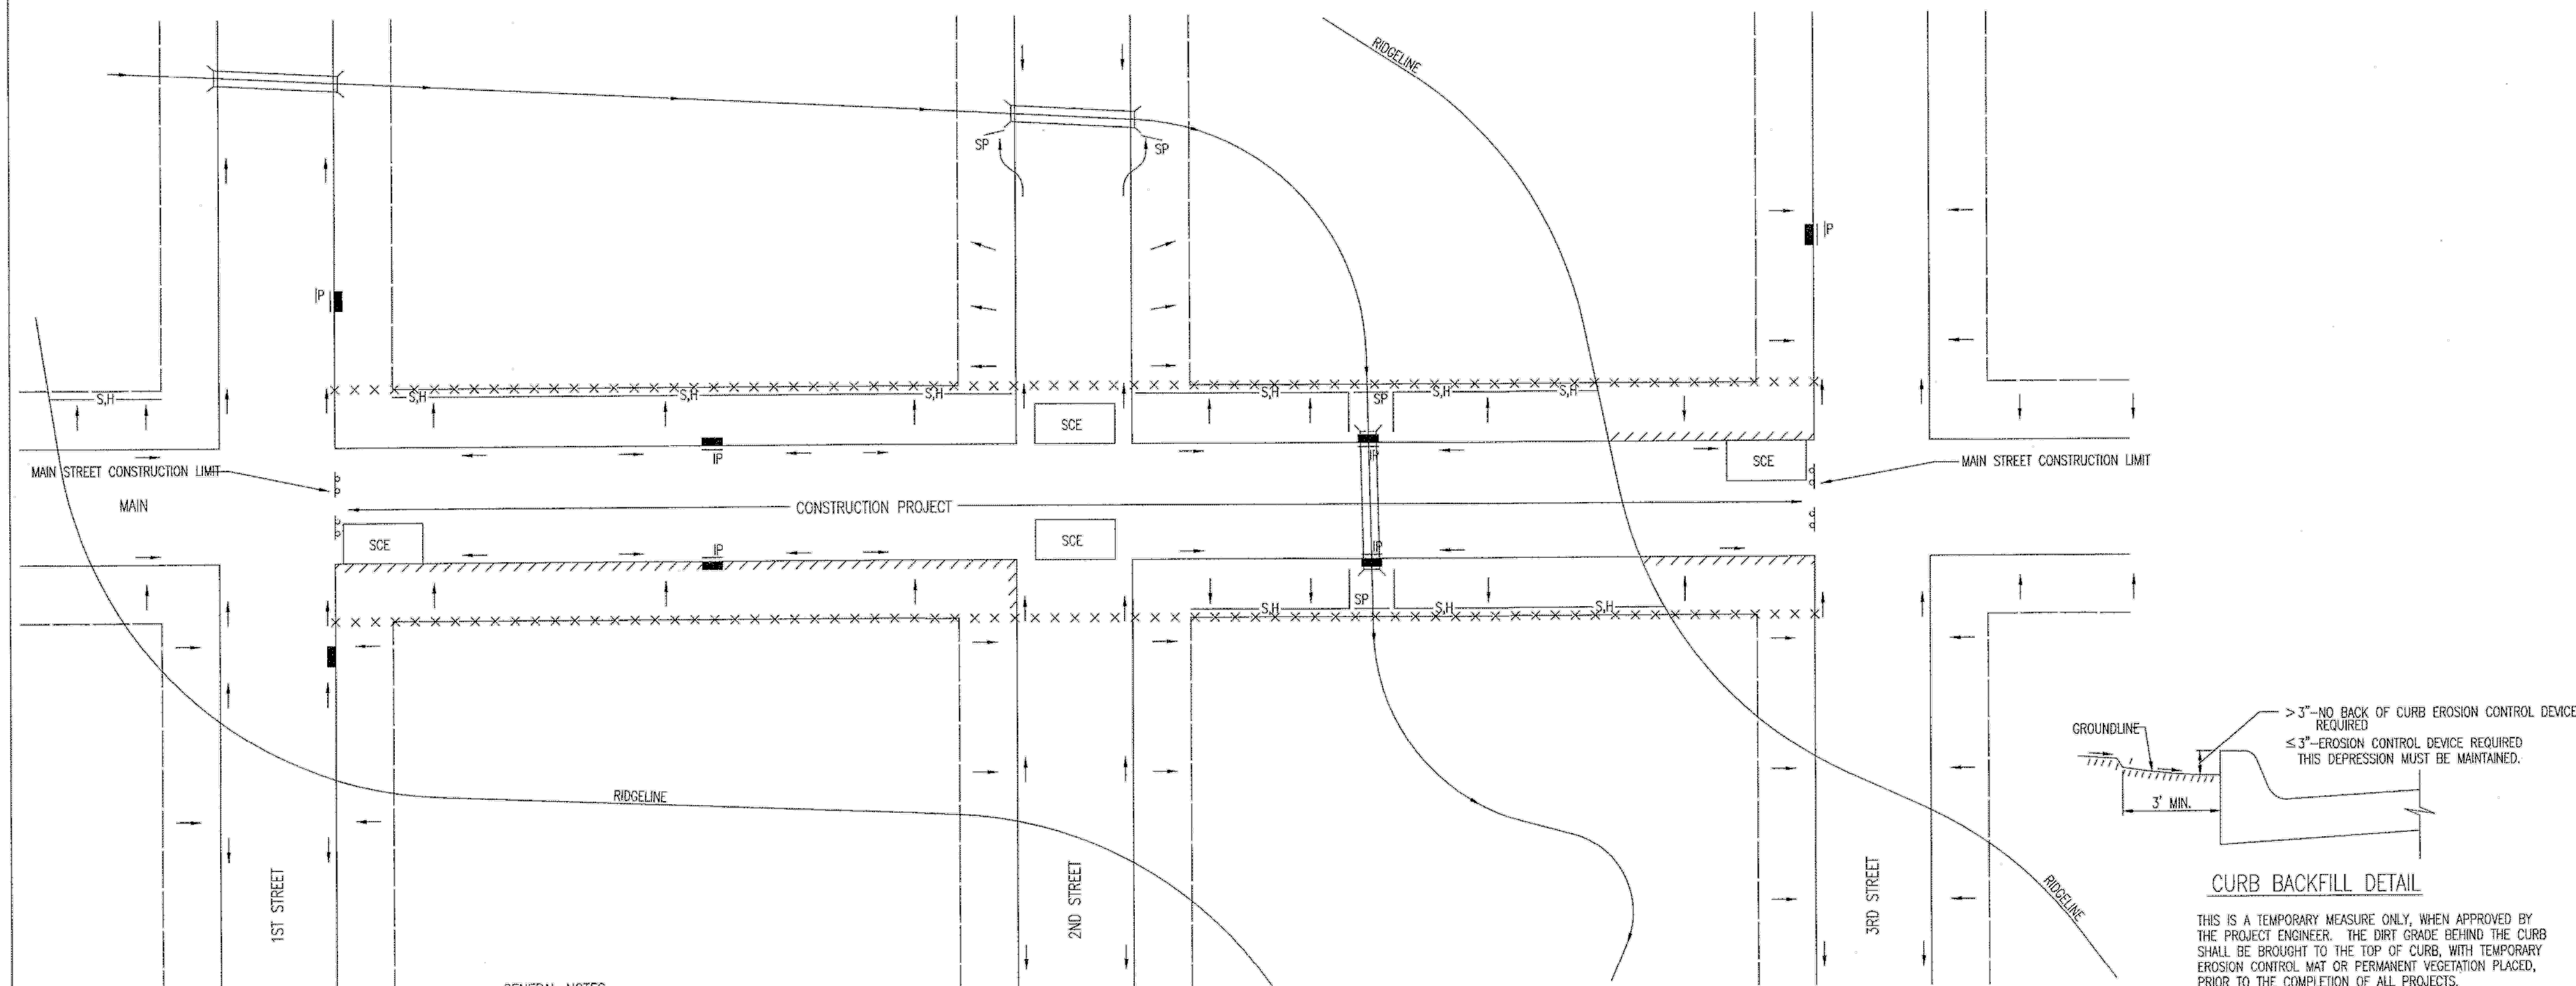 RIDGELINE
SP
SP
IP
IP
S,H
S,H
S,H
S,H
S,H
S,H
SP
S,H
S,H
SCE
MAIN STREET CONSTRUCTION LIMIT
IP
IP
SCE
MAIN STREET CONSTRUCTION LIMIT
MAIN
CONSTRUCTION PROJECT
SCE
IP
SCE
IP
S,H
SP
S,H
S,H
RIDGELINE
1ST STREET
2ND STREET
3RD STREET
RIDGELINE
GROUNDLINE
>3"-NO BACK OF CURB EROSION CONTROL DEVICE
REQUIRED
≤3"-EROSION CONTROL DEVICE REQUIRED
THIS DEPRESSION MUST BE MAINTAINED.
3' MIN.
CURB BACKFILL DETAIL
THIS IS A TEMPORARY MEASURE ONLY, WHEN APPROVED BY
THE PROJECT ENGINEER. THE DIRT GRADE BEHIND THE CURB
SHALL BE BROUGHT TO THE TOP OF CURB, WITH TEMPORARY
EROSION CONTROL MAT OR PERMANENT VEGETATION PLACED,
PRIOR TO THE COMPLETION OF ALL PROJECTS.
GENERAL NOTES